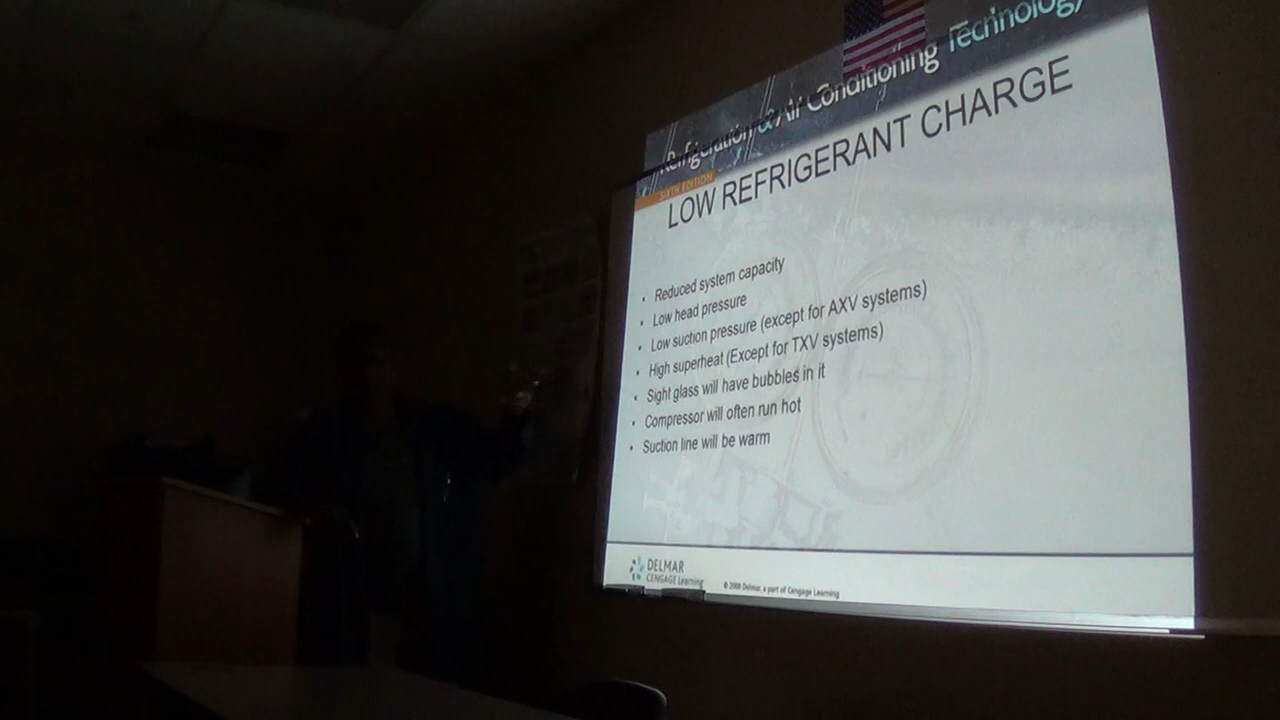 Refrigeration & Air Conditioning Technology
SIXTH EDITION
LOW REFRIGERANT CHARGE
• Reduced system capacity
• Low head pressure
• Low suction pressure (except for AXV systems)
• High superheat (Except for TXV systems)
• Sight glass will have bubbles in it
• Compressor will often run hot
• Suction line will be warm
DELMAR
CENGAGE Learning
© 2009 Delmar, a part of Cengage Learning